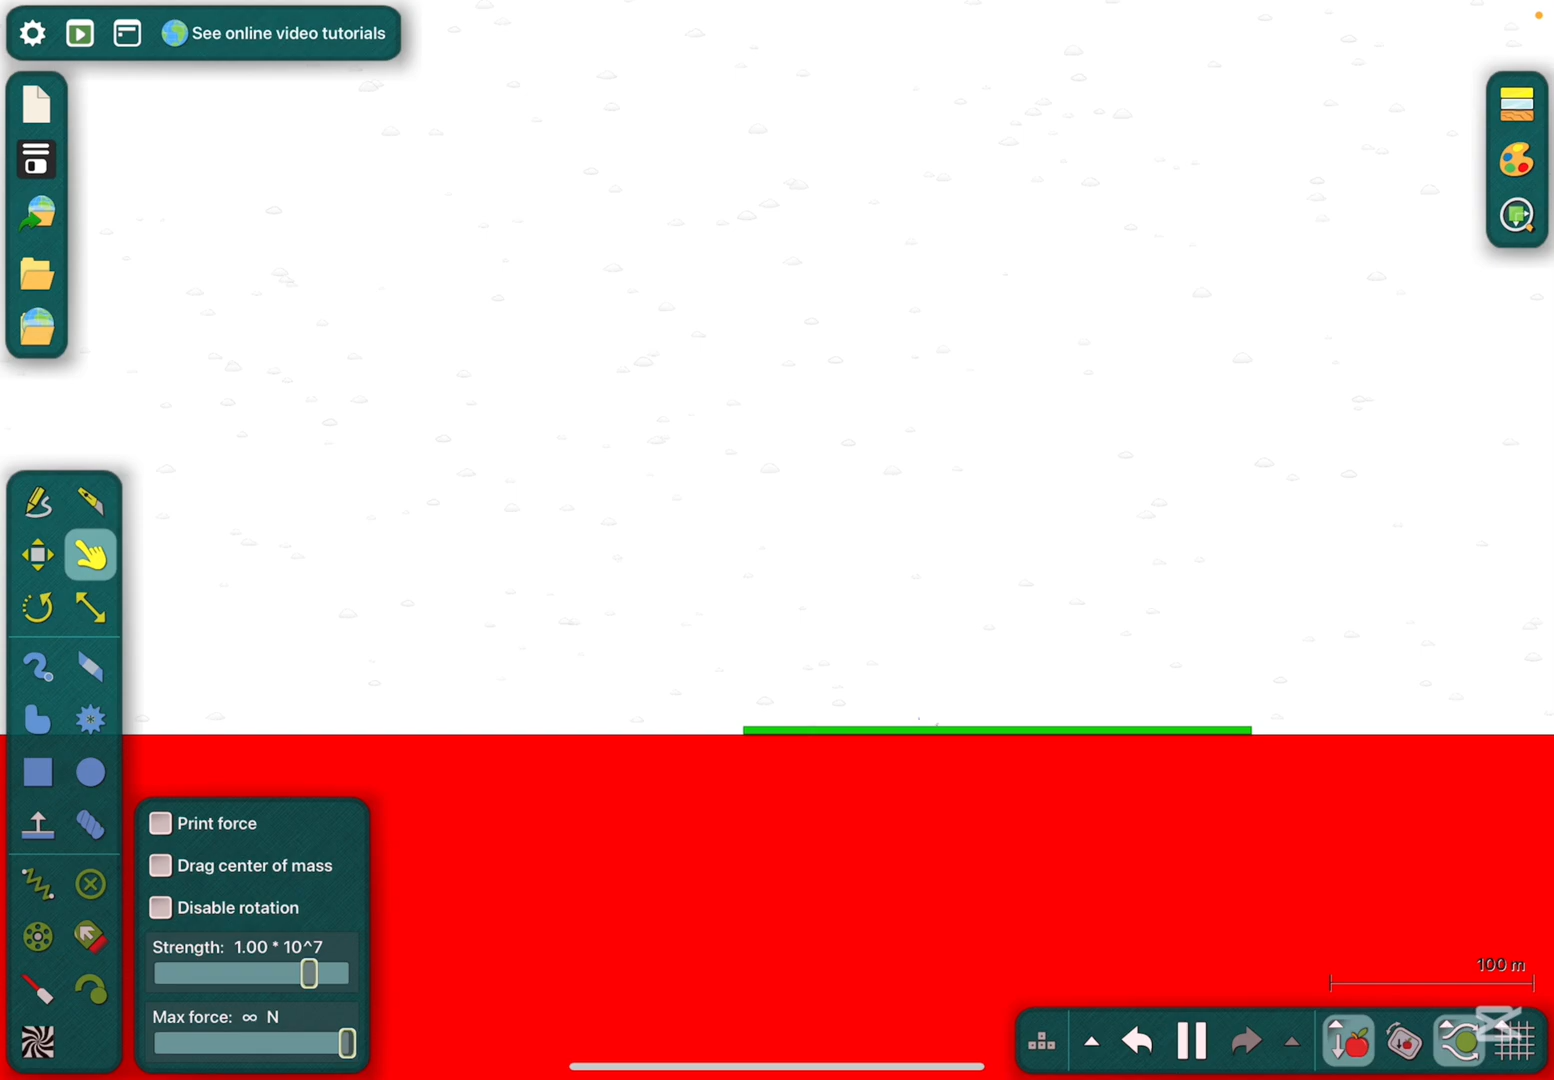 See online video tutorials
Print force
Drag center of mass
Disable rotation
Strength: 1.00 * 10^7
Max force: ∞ N
100 m